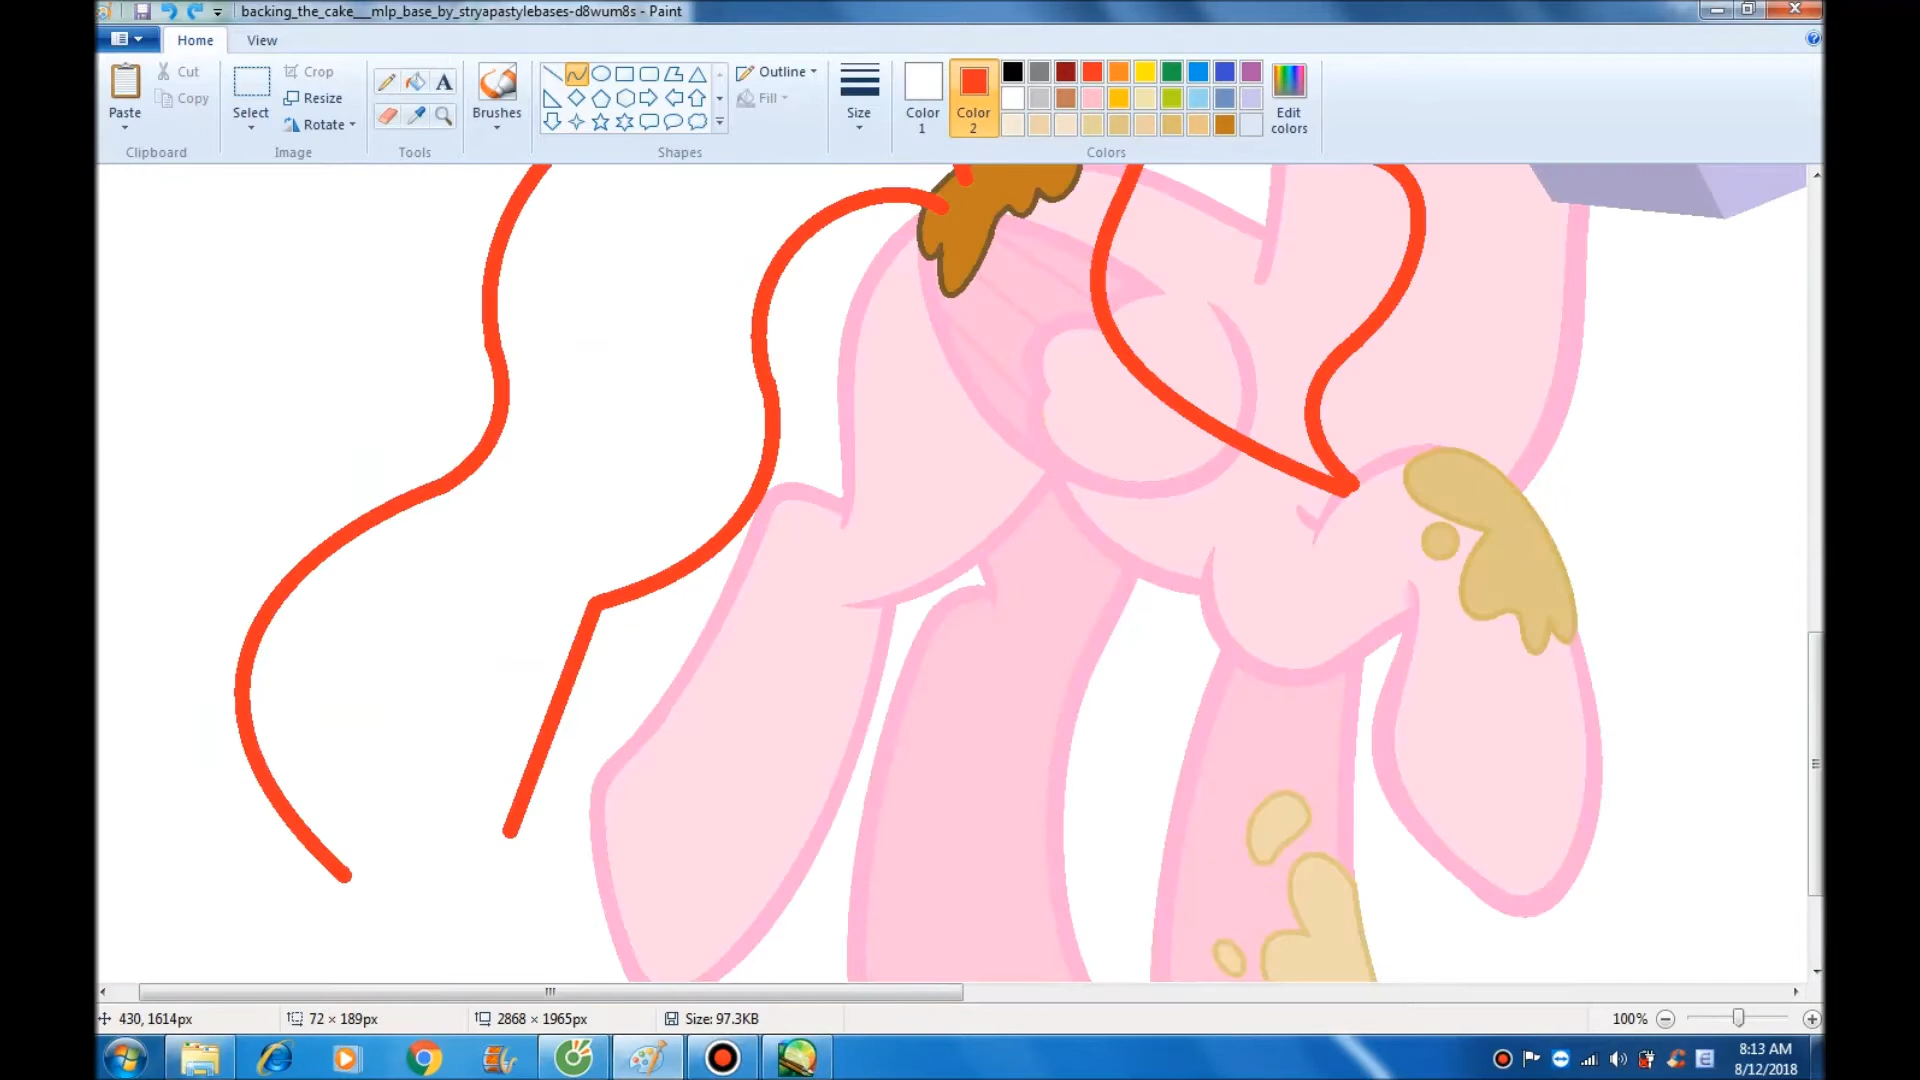 backing_the_cake___mlp_base_by_stryapastylebases-d8wum8s - Paint
Home View
Paste
Cut
Copy
Clipboard
Select
Crop
Resize
Rotate
Image
A
Tools
Brushes
Shapes
Outline
Fill
Size
Color 1
Color 2
Edit colors
Colors
430, 1614px
72 × 189px
2868 × 1965px
Size: 97.3KB
100%
8:13 AM
8/12/2018